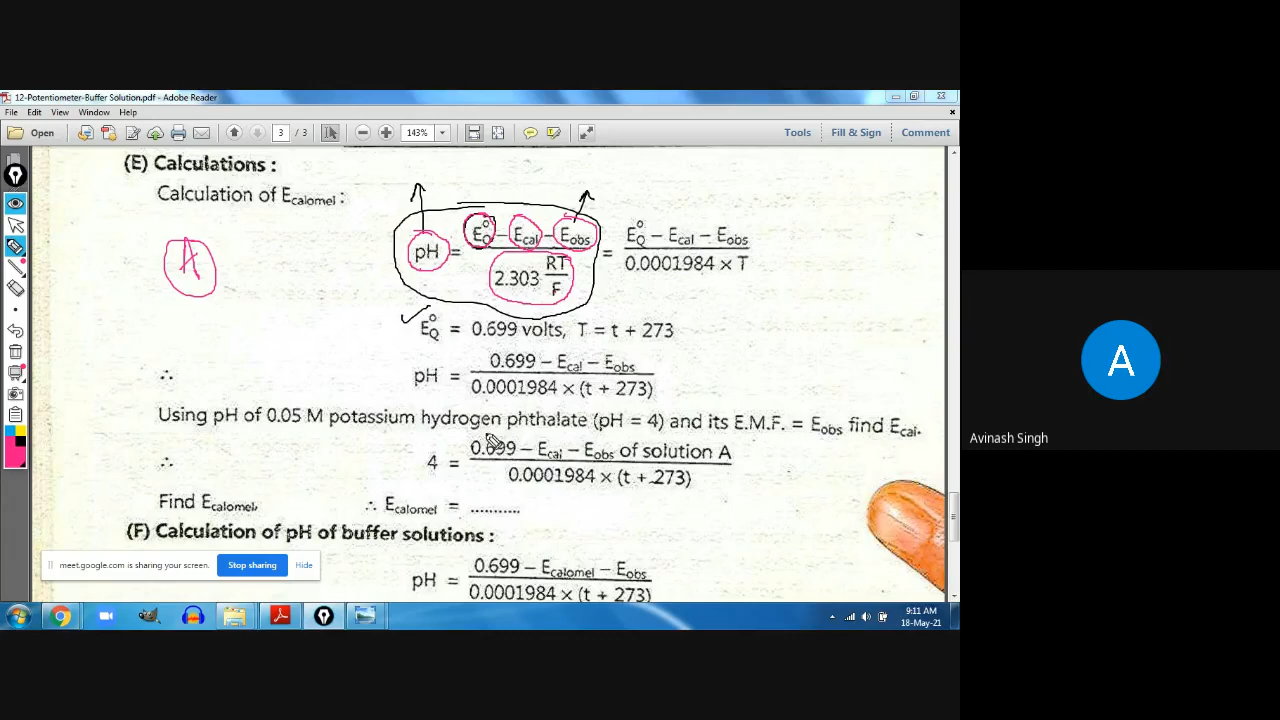 12-Potentiometer-Buffer Solution.pdf - Adobe Reader
File Edit View Window Help
Open 3 / 3 143% Tools Fill & Sign Comment
(E) Calculations :
Calculation of E_calomel :
pH = (E°_Q − E_cal − E_obs) / (2.303 RT/F) = (E°_Q − E_cal − E_obs) / (0.0001984 × T)
A
E°_Q = 0.699 volts, T = t + 273
∴ pH = (0.699 − E_cal − E_obs) / (0.0001984 × (t + 273))
Using pH of 0.05 M potassium hydrogen phthalate (pH = 4) and its E.M.F. = E_obs find E_cal.
∴ 4 = (0.699 − E_cal − E_obs of solution A) / (0.0001984 × (t + 273))
Find E_calomel, ∴ E_calomel = ...........
(F) Calculation of pH of buffer solutions :
pH = (0.699 − E_calomel − E_obs) / (0.0001984 × (t + 273))
meet.google.com is sharing your screen. Stop sharing Hide
9:11 AM
18-May-21
A
Avinash Singh